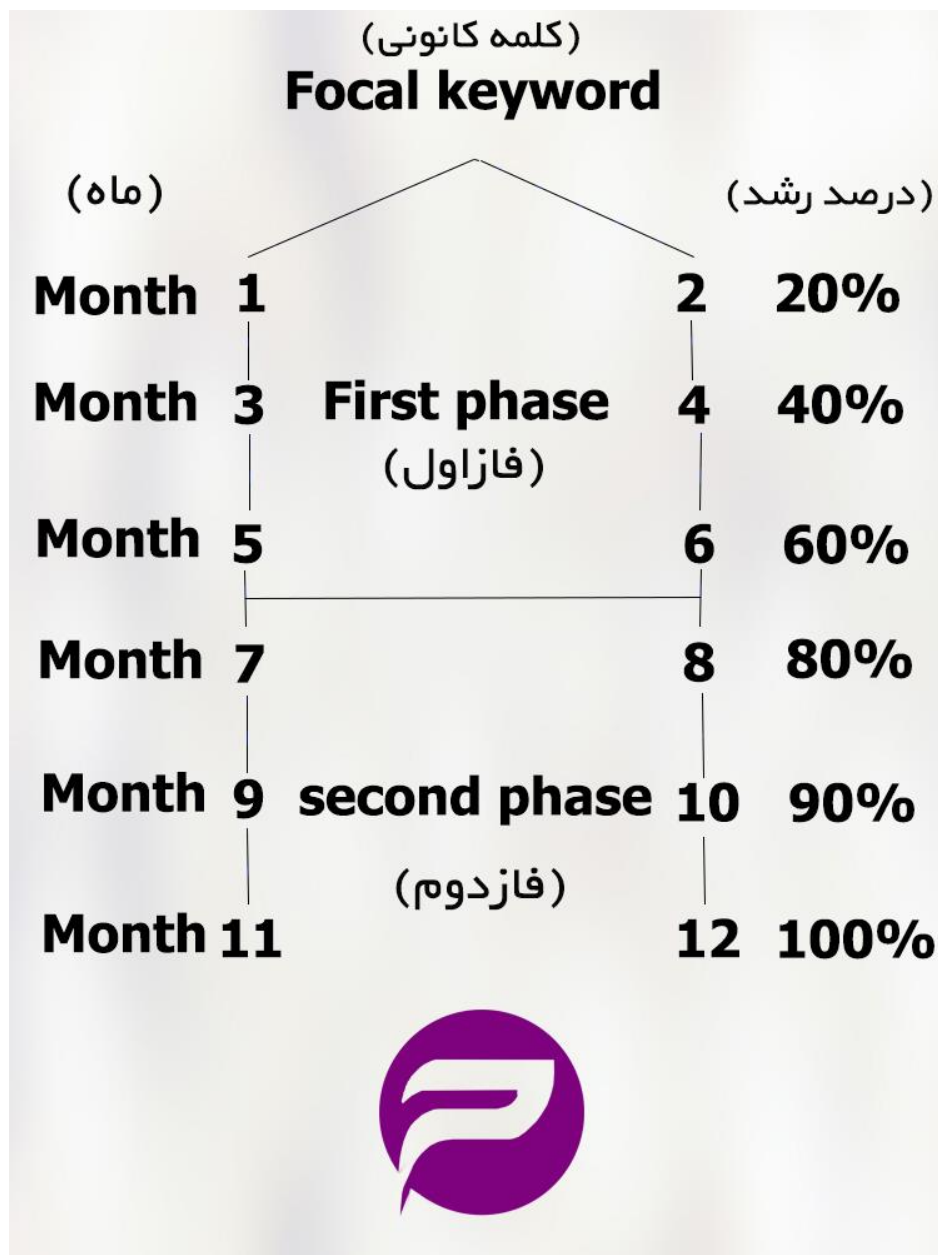 (کلمه کانونی)
Focal keyword
(ماه) (درصد رشد)
Month 1 2 20%
Month 3 First phase 4 40%
(فازاول)
Month 5 6 60%
Month 7 8 80%
Month 9 second phase 10 90%
(فازدوم)
Month 11 12 100%